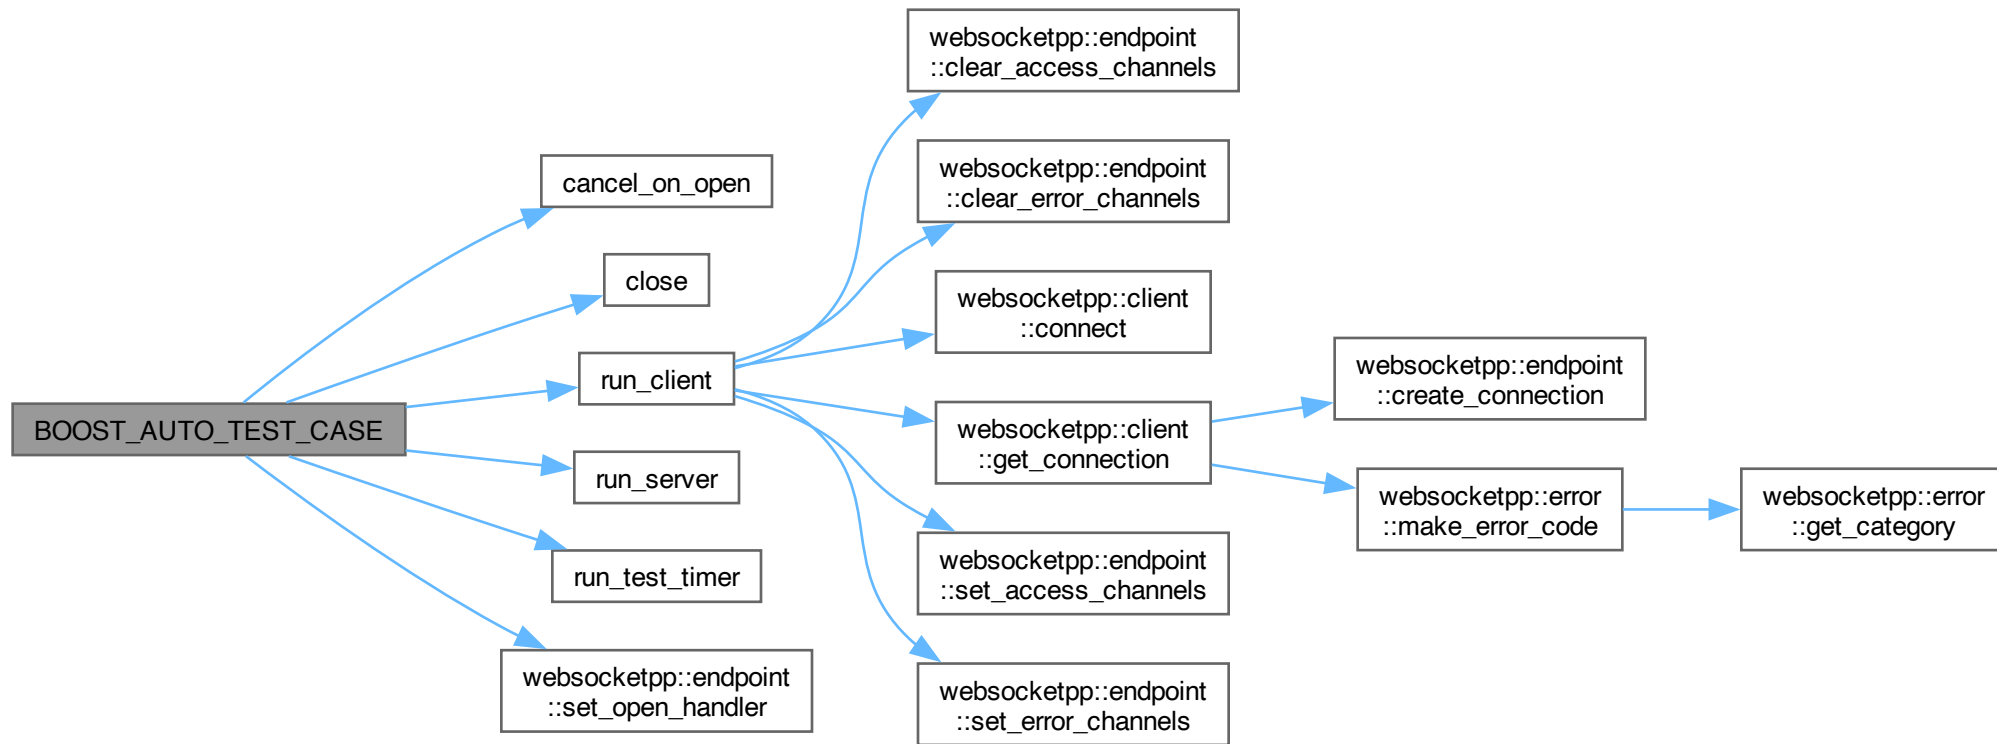 BOOST_AUTO_TEST_CASE
cancel_on_open
close
run_client
run_server
run_test_timer
websocketpp::endpoint
::set_open_handler
websocketpp::endpoint
::clear_access_channels
websocketpp::endpoint
::clear_error_channels
websocketpp::client
::connect
websocketpp::client
::get_connection
websocketpp::endpoint
::set_access_channels
websocketpp::endpoint
::set_error_channels
websocketpp::endpoint
::create_connection
websocketpp::error
::make_error_code
websocketpp::error
::get_category